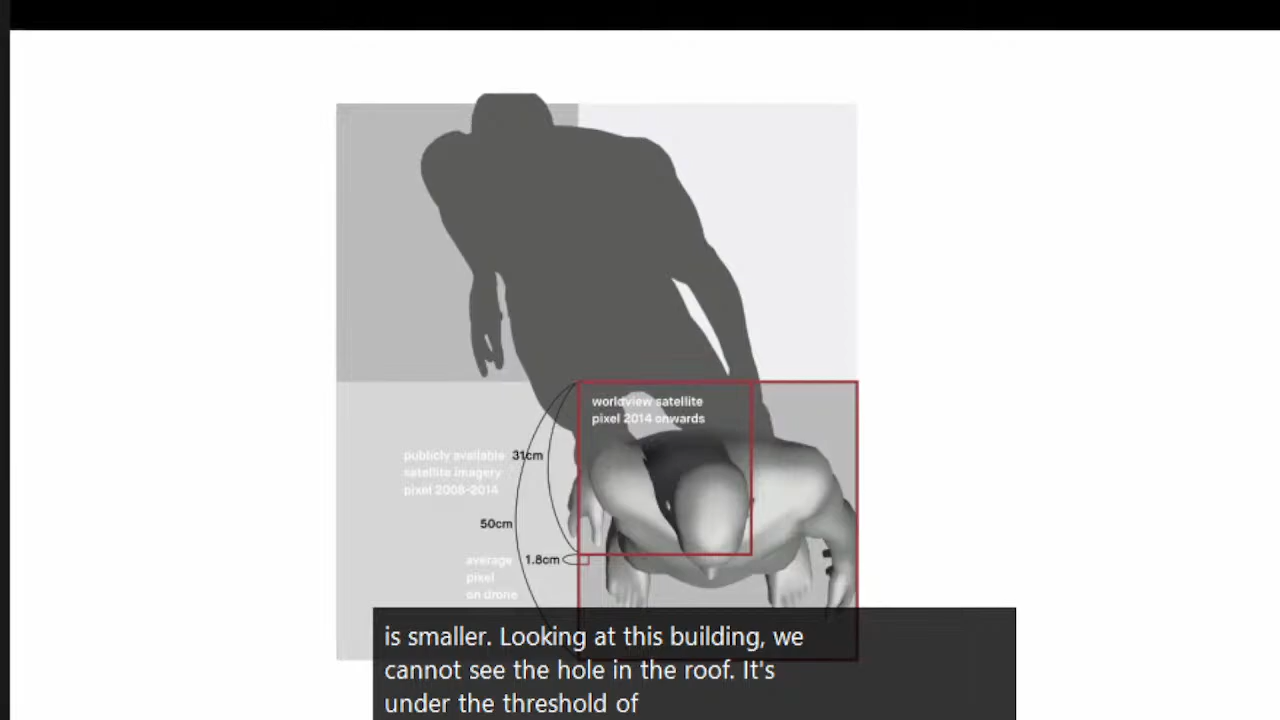 worldview satellite
pixel 2014 onwards
publicly available
satellite imagery
pixel 2008-2014
31cm
50cm
average
pixel
on drone
1.8cm
is smaller. Looking at this building, we
cannot see the hole in the roof. It's
under the threshold of